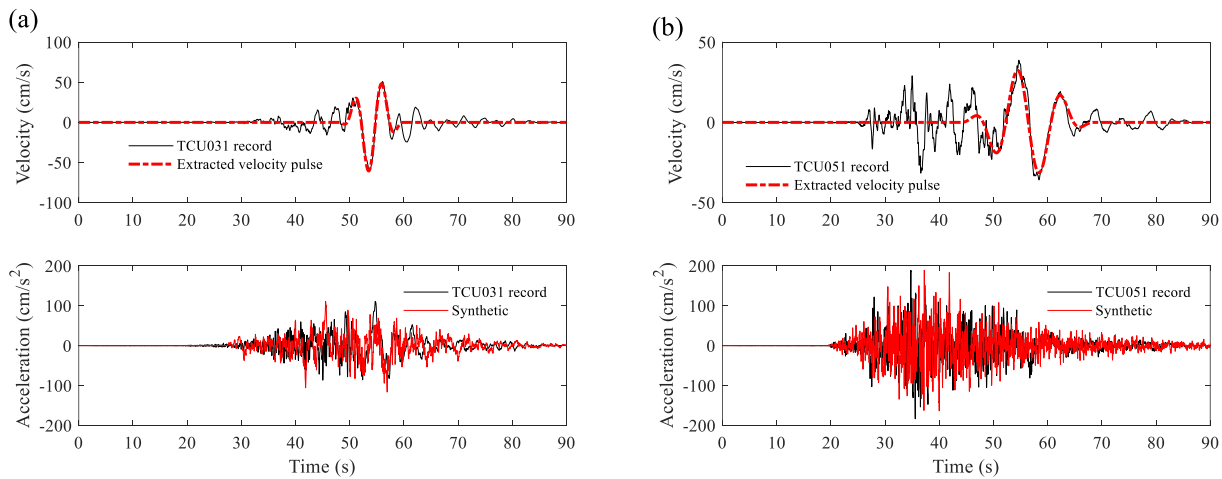 (a)
100
50
0
-50
-100
Velocity (cm/s)
TCU031 record
Extracted velocity pulse
0 10 20 30 40 50 60 70 80 90
200
100
0
-100
-200
Acceleration (cm/s²)
TCU031 record
Synthetic
0 10 20 30 40 50 60 70 80 90
Time (s)
(b)
50
0
-50
Velocity (cm/s)
TCU051 record
Extracted velocity pulse
0 10 20 30 40 50 60 70 80 90
200
100
0
-100
-200
Acceleration (cm/s²)
TCU051 record
Synthetic
0 10 20 30 40 50 60 70 80 90
Time (s)